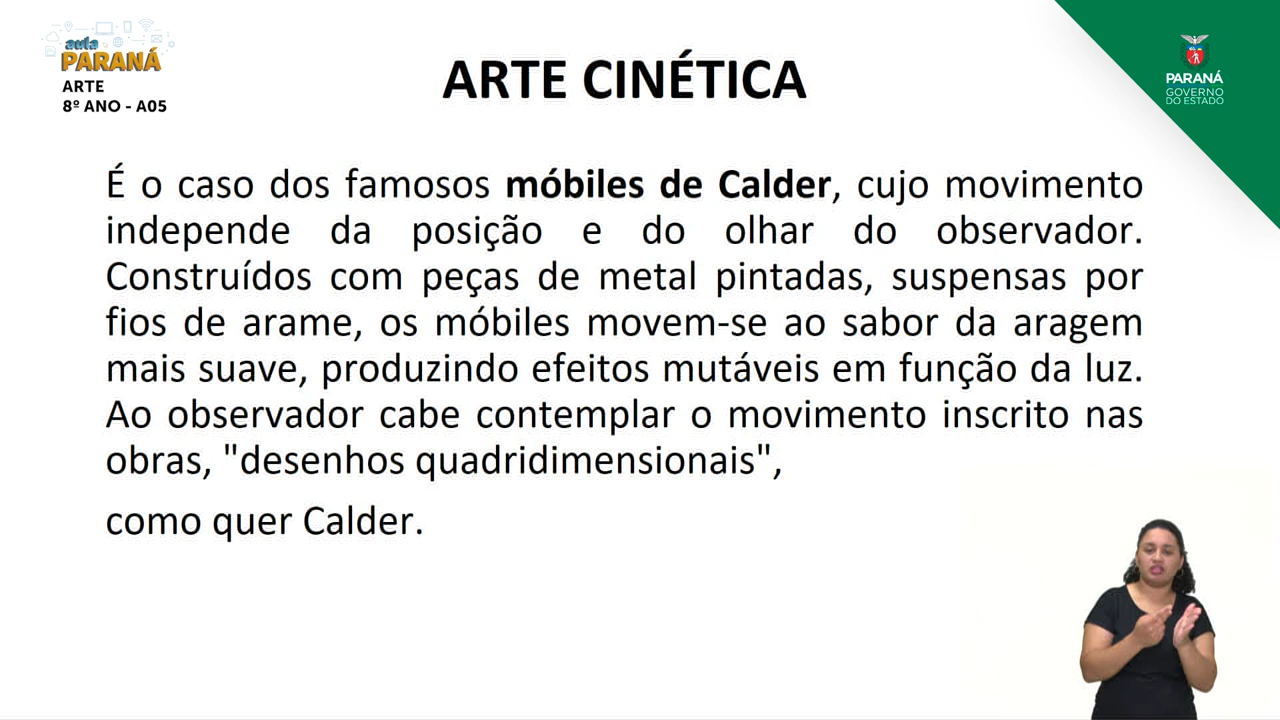 aula
PARANÁ
ARTE
8º ANO - A05
ARTE CINÉTICA
PARANÁ
GOVERNO
DO ESTADO
É o caso dos famosos móbiles de Calder, cujo movimento
independe da posição e do olhar do observador.
Construídos com peças de metal pintadas, suspensas por
fios de arame, os móbiles movem-se ao sabor da aragem
mais suave, produzindo efeitos mutáveis em função da luz.
Ao observador cabe contemplar o movimento inscrito nas
obras, "desenhos quadridimensionais",
como quer Calder.